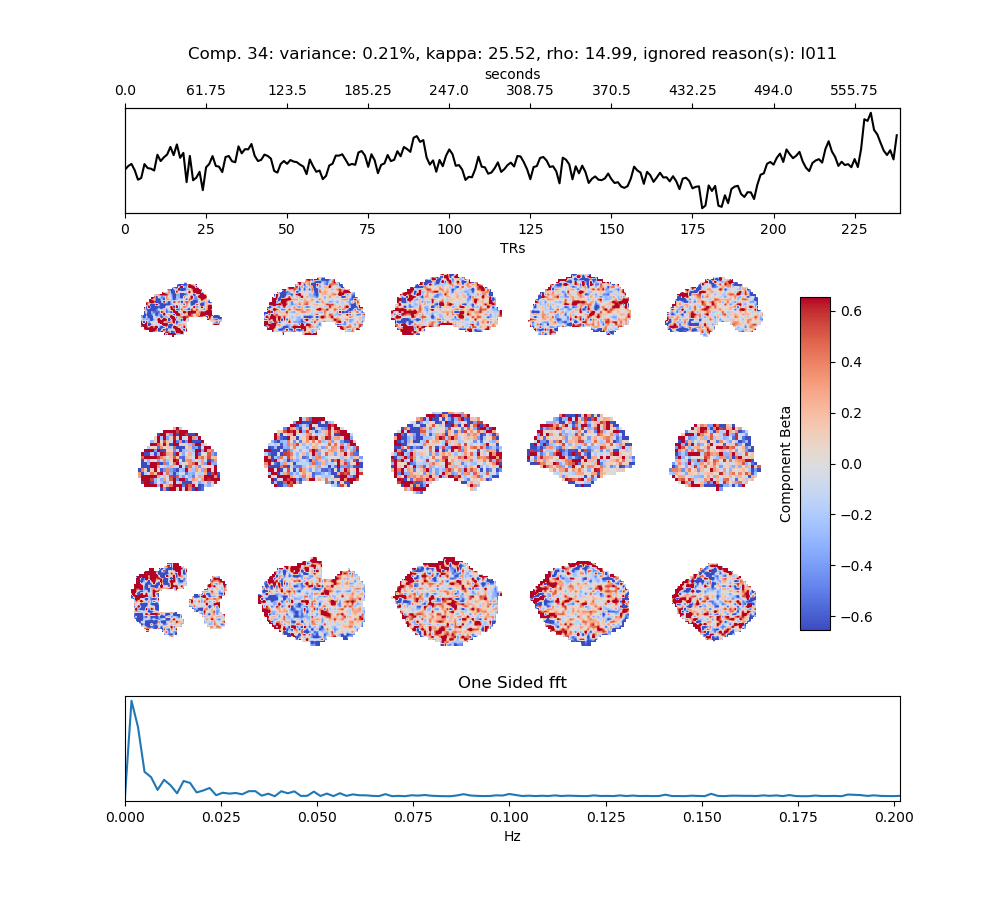 Comp. 34: variance: 0.21%, kappa: 25.52, rho: 14.99, ignored reason(s): I011
seconds
0.0 61.75 123.5 185.25 247.0 308.75 370.5 432.25 494.0 555.75
0 25 50 75 100 125 150 175 200 225
TRs
0.6
0.4
0.2
0.0
−0.2
−0.4
−0.6
Component Beta
One Sided fft
0.000 0.025 0.050 0.075 0.100 0.125 0.150 0.175 0.200
Hz